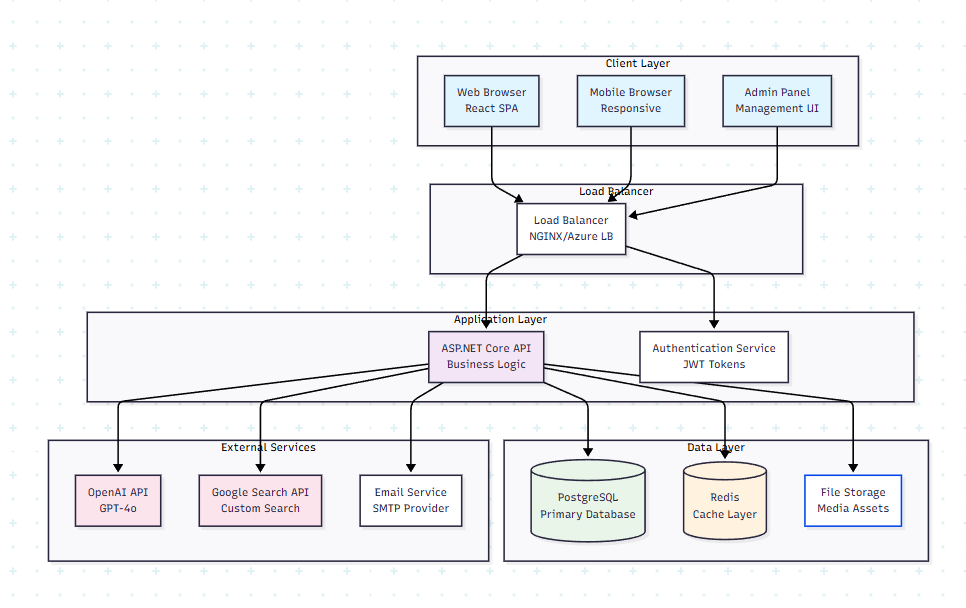 Client Layer
Web Browser
React SPA
Mobile Browser
Responsive
Admin Panel
Management UI
Load Balancer
Load Balancer
NGINX/Azure LB
Application Layer
ASP.NET Core API
Business Logic
Authentication Service
JWT Tokens
External Services
OpenAI API
GPT-4o
Google Search API
Custom Search
Email Service
SMTP Provider
Data Layer
PostgreSQL
Primary Database
Redis
Cache Layer
File Storage
Media Assets